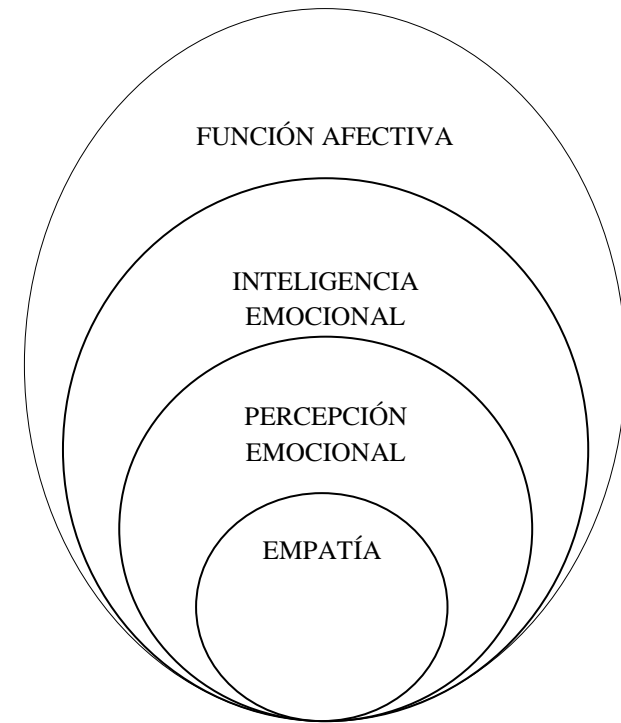 FUNCIÓN AFECTIVA
INTELIGENCIA
EMOCIONAL
PERCEPCIÓN
EMOCIONAL
EMPATÍA